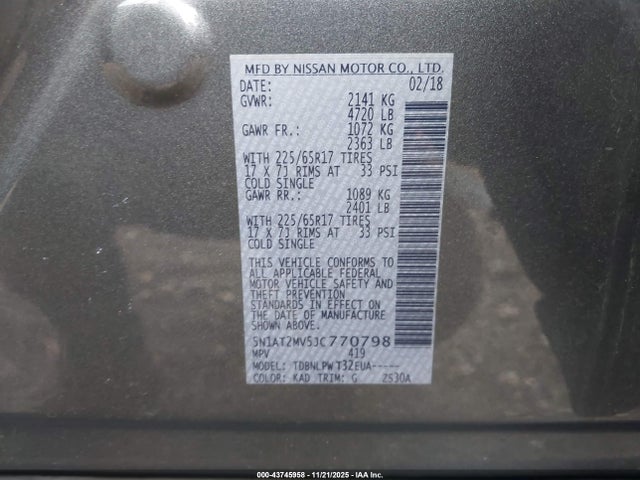 MFD BY NISSAN MOTOR CO., LTD.
DATE: 02/18
GVWR: 2141 KG
4720 LB
GAWR FR.: 1072 KG
2363 LB
WITH 225/65R17 TIRES
17 X 7J RIMS AT 33 PSI
COLD SINGLE
GAWR RR.: 1089 KG
2401 LB
WITH 225/65R17 TIRES
17 X 7J RIMS AT 33 PSI
COLD SINGLE
THIS VEHICLE CONFORMS TO
ALL APPLICABLE FEDERAL
MOTOR VEHICLE SAFETY AND
THEFT PREVENTION
STANDARDS IN EFFECT ON THE
DATE OF MANUFACTURE SHOWN
ABOVE.
5N1AT2MV5JC770798
MPV 419
MODEL: TDBNLPWT32EUA-----
COLOR: KAD TRIM: G 2530A
000-43745958 - 11/21/2025 - IAA Inc.